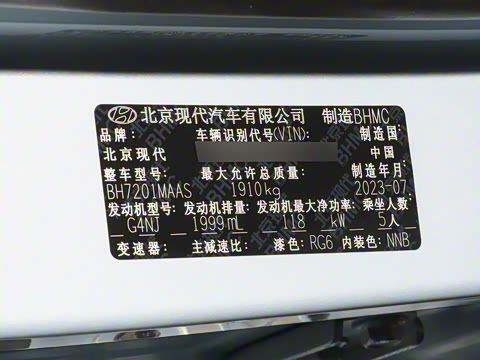 北京现代汽车有限公司 制造BHMC
品牌: 车辆识别代号(VIN): 制造国:
北京现代 中国
整车型号: 最大允许总质量: 制造年月:
BH7201MAAS 1910kg 2023-07
发动机型号: 发动机排量: 发动机最大净功率: 乘坐人数:
G4NJ 1999mL 118 kW 5人
变速器: 主减速比: 漆色: RG6 内装色: NNB